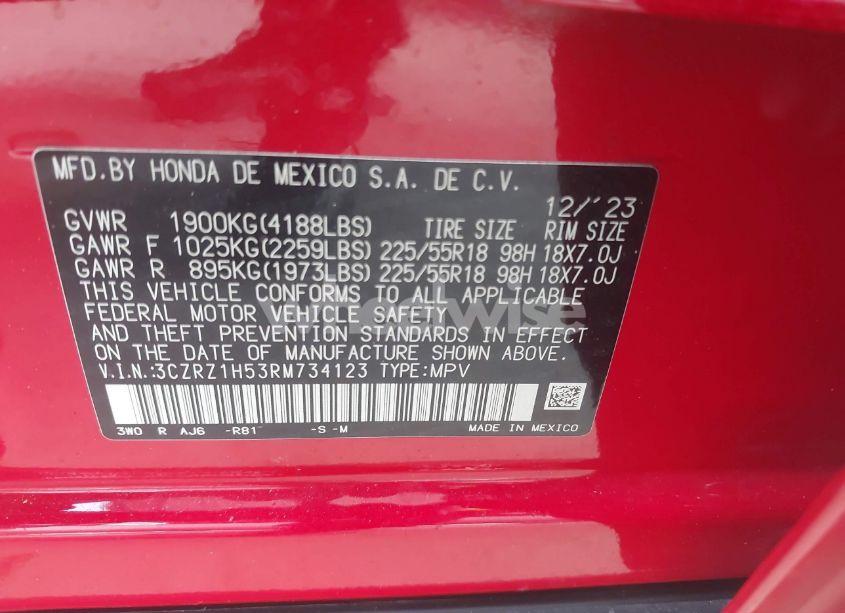 MFD.BY HONDA DE MEXICO S.A. DE C.V.
12/'23
GVWR 1900KG(4188LBS) TIRE SIZE RIM SIZE
GAWR F 1025KG(2259LBS) 225/55R18 98H 18X7.0J
GAWR R 895KG(1973LBS) 225/55R18 98H 18X7.0J
THIS VEHICLE CONFORMS TO ALL APPLICABLE
FEDERAL MOTOR VEHICLE SAFETY
AND THEFT PREVENTION STANDARDS IN EFFECT
ON THE DATE OF MANUFACTURE SHOWN ABOVE.
V.I.N.:3CZRZ1H53RM734123 TYPE:MPV
3W0 R AJ6 -R81 -S -M MADE IN MEXICO